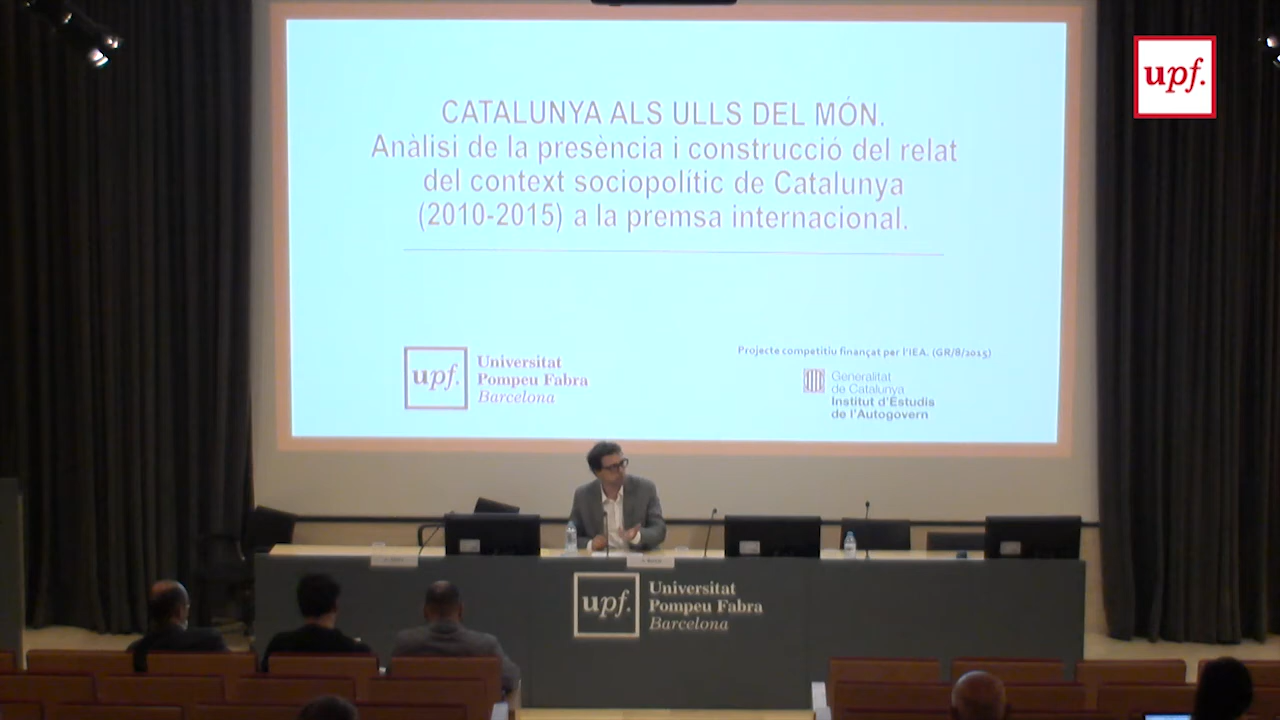 CATALUNYA ALS ULLS DEL MÓN.
Anàlisi de la presència i construcció del relat
del context sociopolític de Catalunya
(2010-2015) a la premsa internacional.
upf.
Universitat
Pompeu Fabra
Barcelona
Projecte competitiu finançat per l'IEA. (GR/8/2015)
Generalitat
de Catalunya
Institut d'Estudis
de l'Autogovern
upf.
upf.
Universitat
Pompeu Fabra
Barcelona